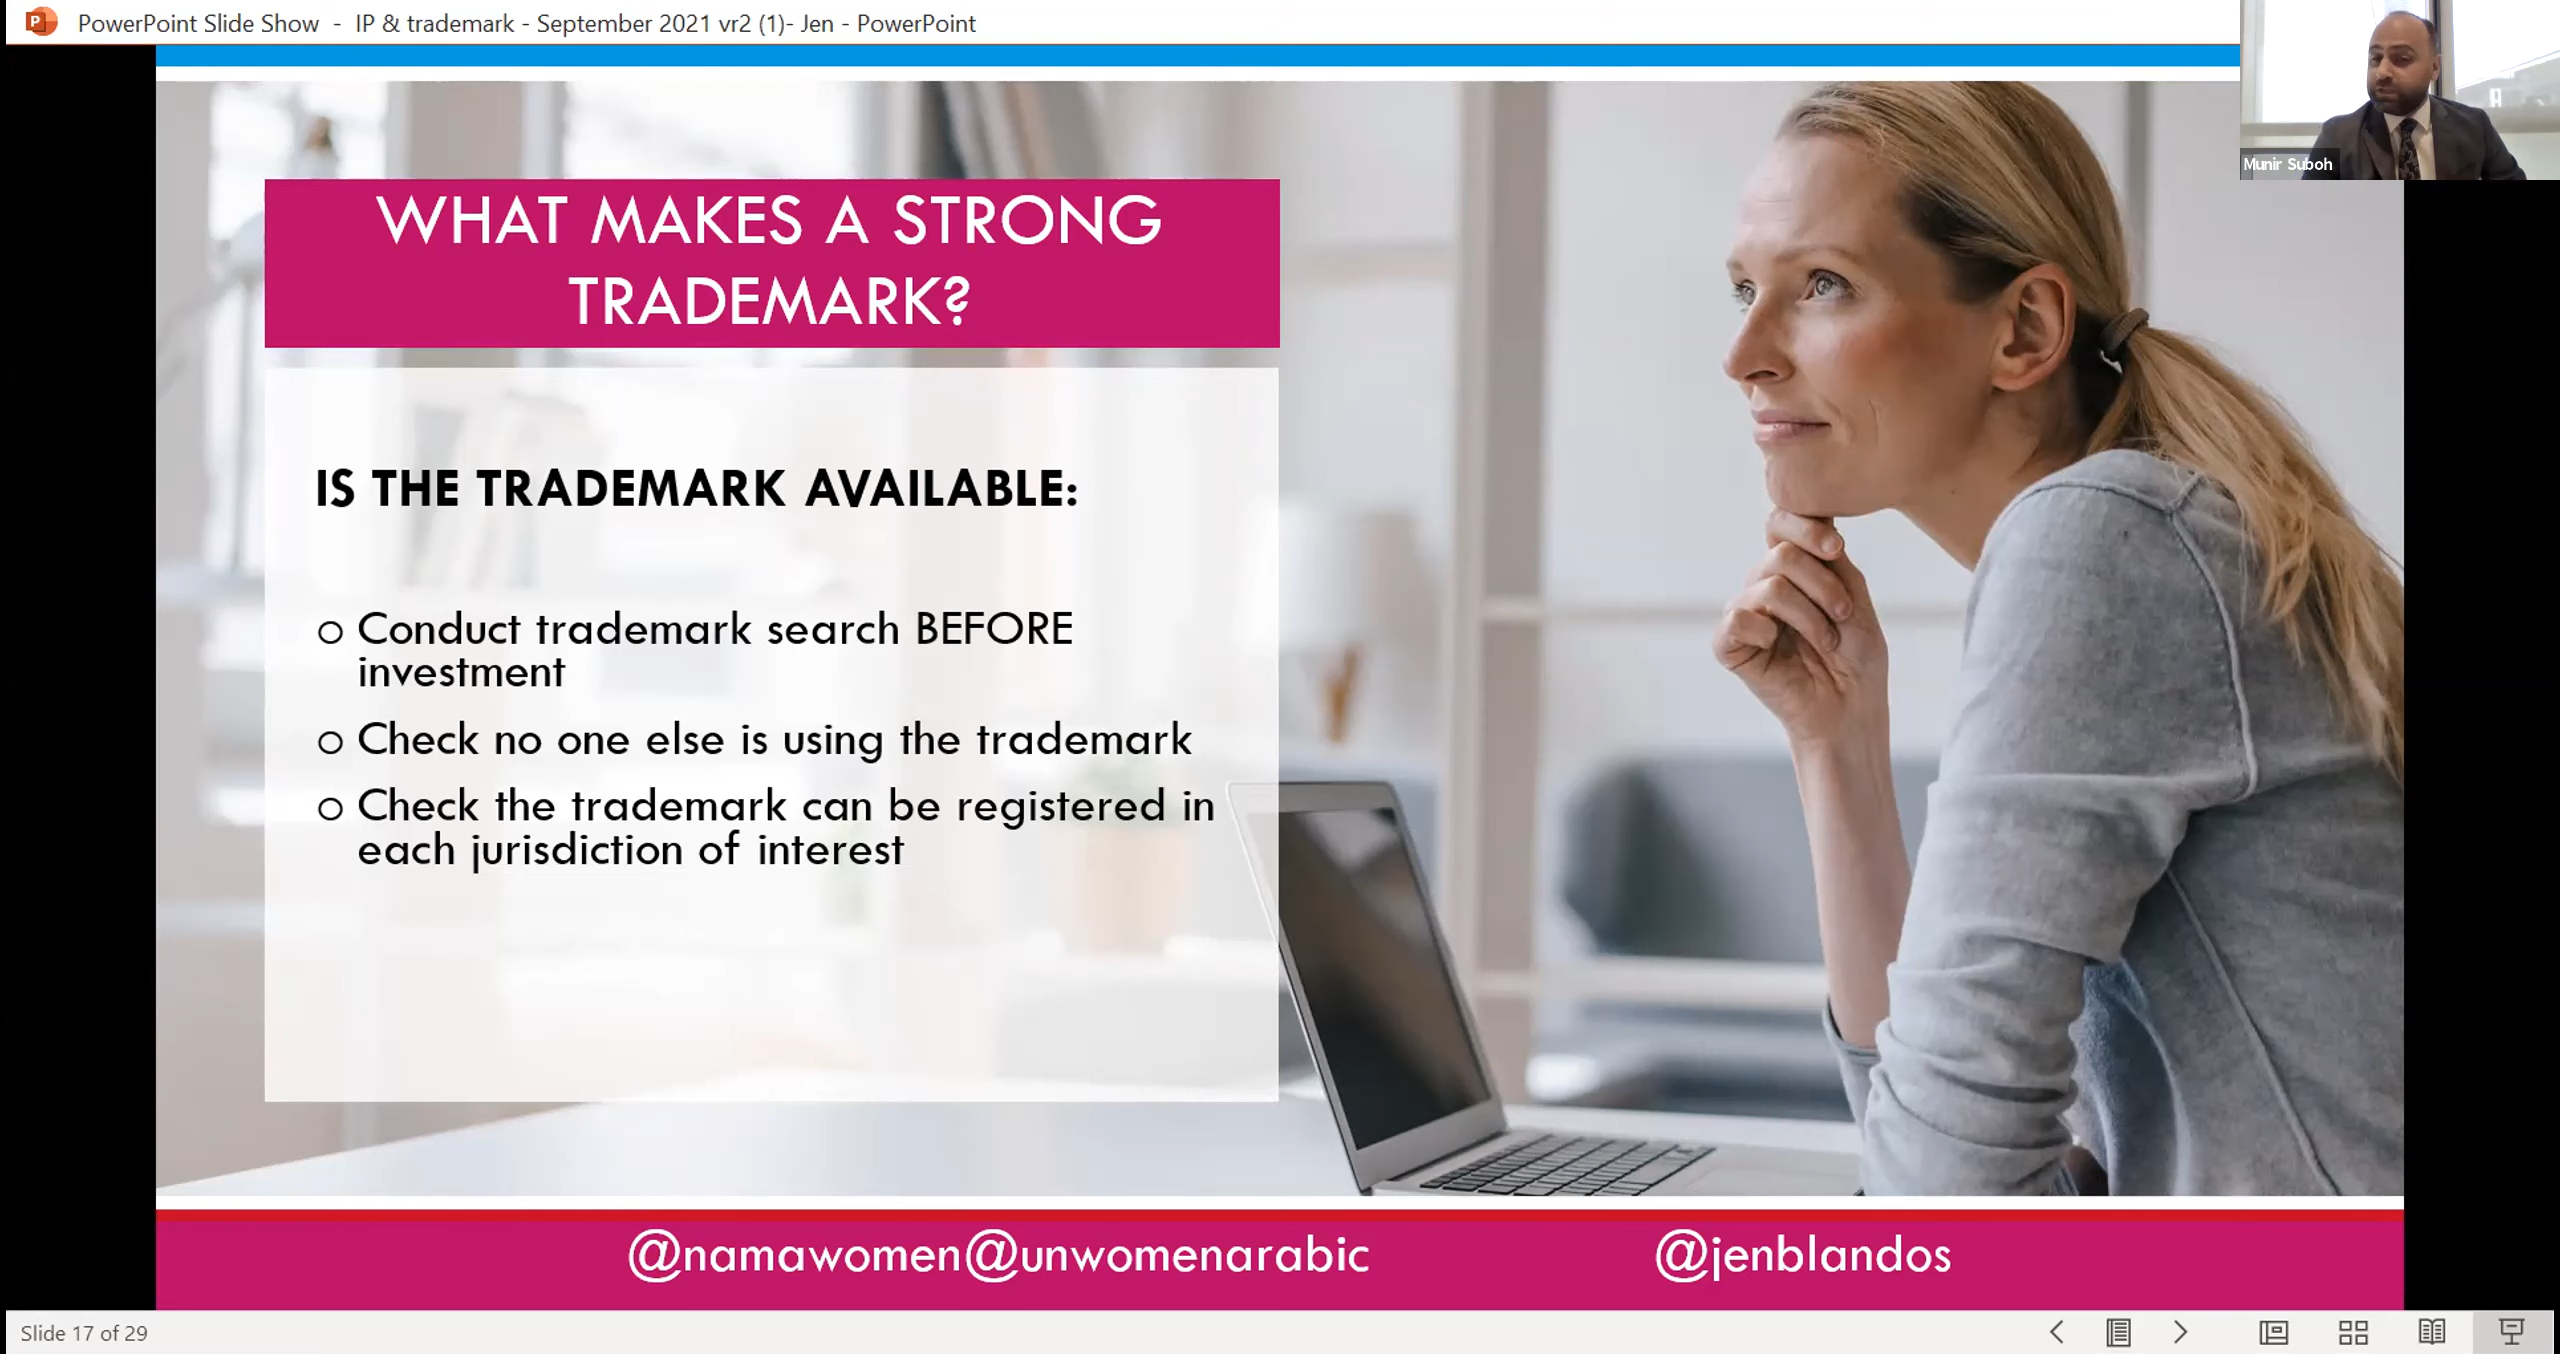 PowerPoint Slide Show - IP & trademark - September 2021 vr2 (1)- Jen - PowerPoint
Munir Suboh
WHAT MAKES A STRONG
TRADEMARK?
IS THE TRADEMARK AVAILABLE:
o Conduct trademark search BEFORE
investment
o Check no one else is using the trademark
o Check the trademark can be registered in
each jurisdiction of interest
@namawomen@unwomenarabic @jenblandos
Slide 17 of 29